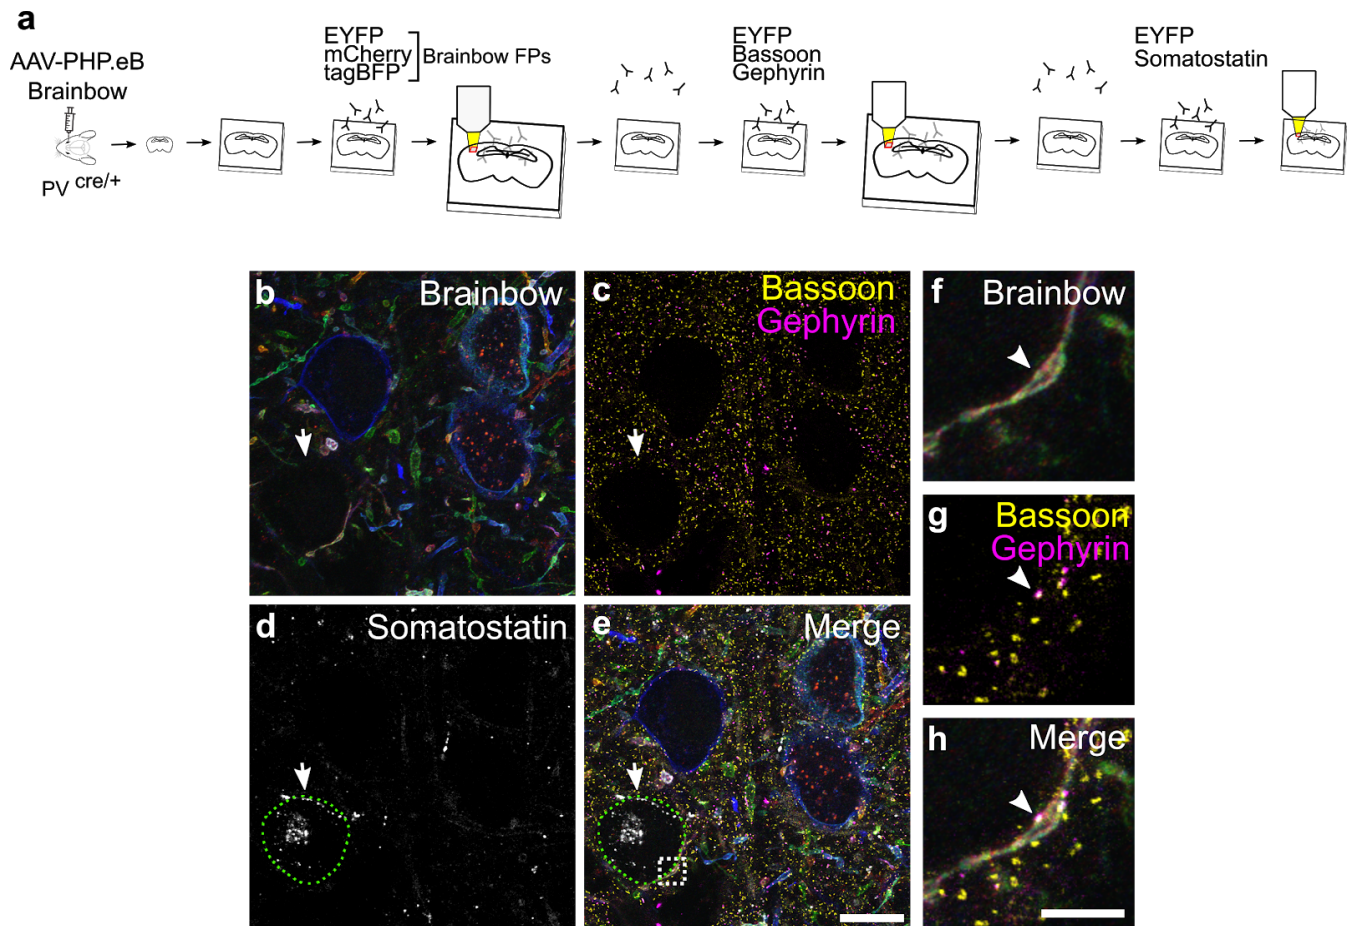 a
AAV-PHP.eB
Brainbow
PV cre/+
EYFP
mCherry
tagBFP
Brainbow FPs
EYFP
Bassoon
Gephyrin
EYFP
Somatostatin
b
Brainbow
c
Bassoon
Gephyrin
d
Somatostatin
e
Merge
f
Brainbow
g
Bassoon
Gephyrin
h
Merge